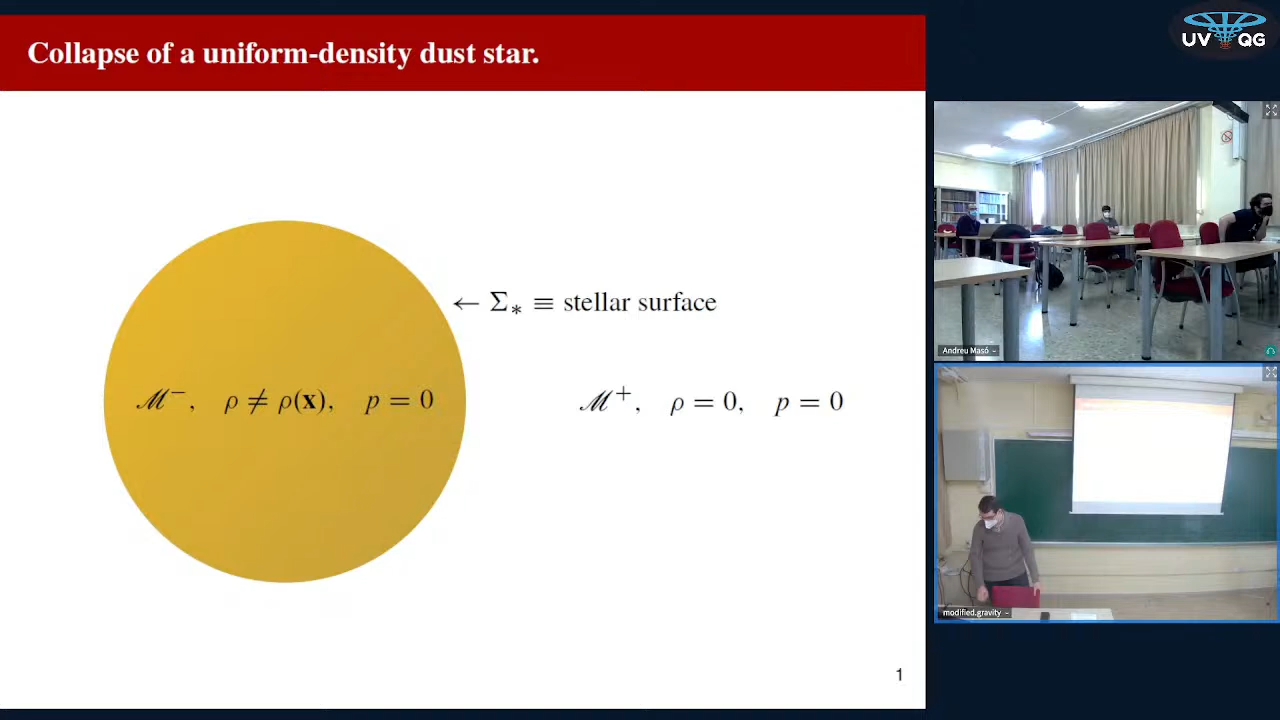 Collapse of a uniform-density dust star.
← Σ∗ ≡ stellar surface
ℳ⁻, ρ ≠ ρ(𝐱), p = 0
ℳ⁺, ρ = 0, p = 0
1
UV QG
Andreu Masó
modified.gravity